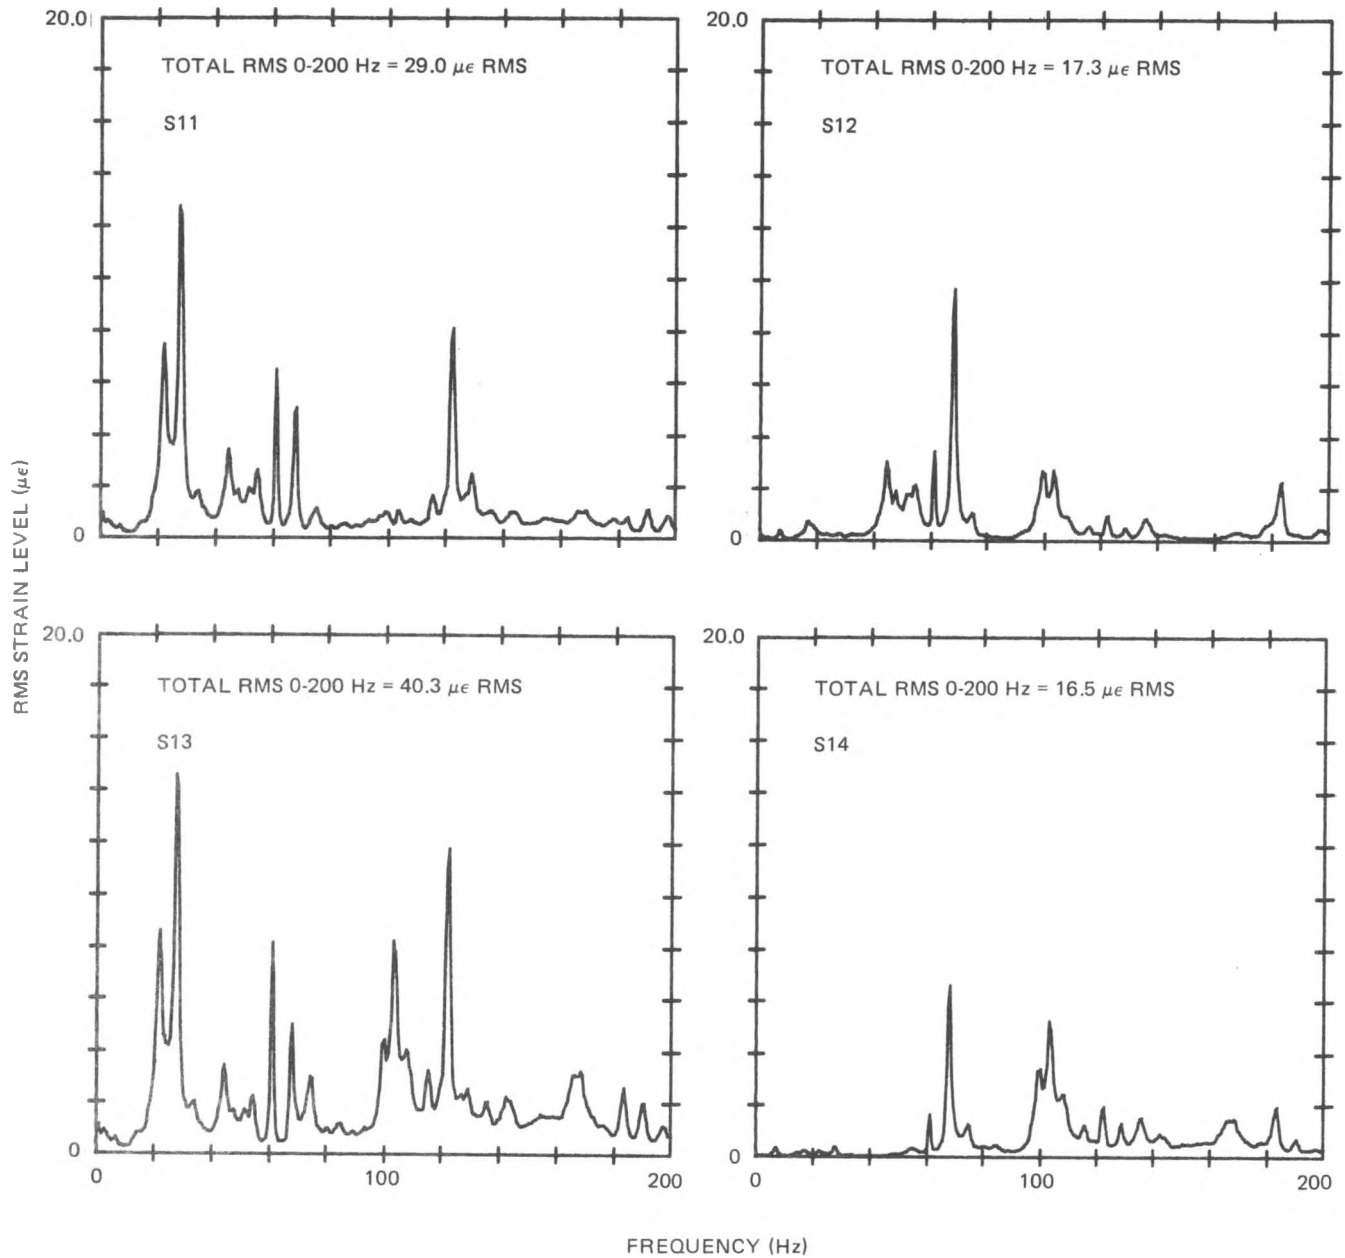 20.0
TOTAL RMS 0-200 Hz = 29.0 με RMS
S11
0
20.0
TOTAL RMS 0-200 Hz = 17.3 με RMS
S12
0
RMS STRAIN LEVEL (με)
20.0
TOTAL RMS 0-200 Hz = 40.3 με RMS
S13
0
0
100
200
20.0
TOTAL RMS 0-200 Hz = 16.5 με RMS
S14
0
0
100
200
FREQUENCY (Hz)